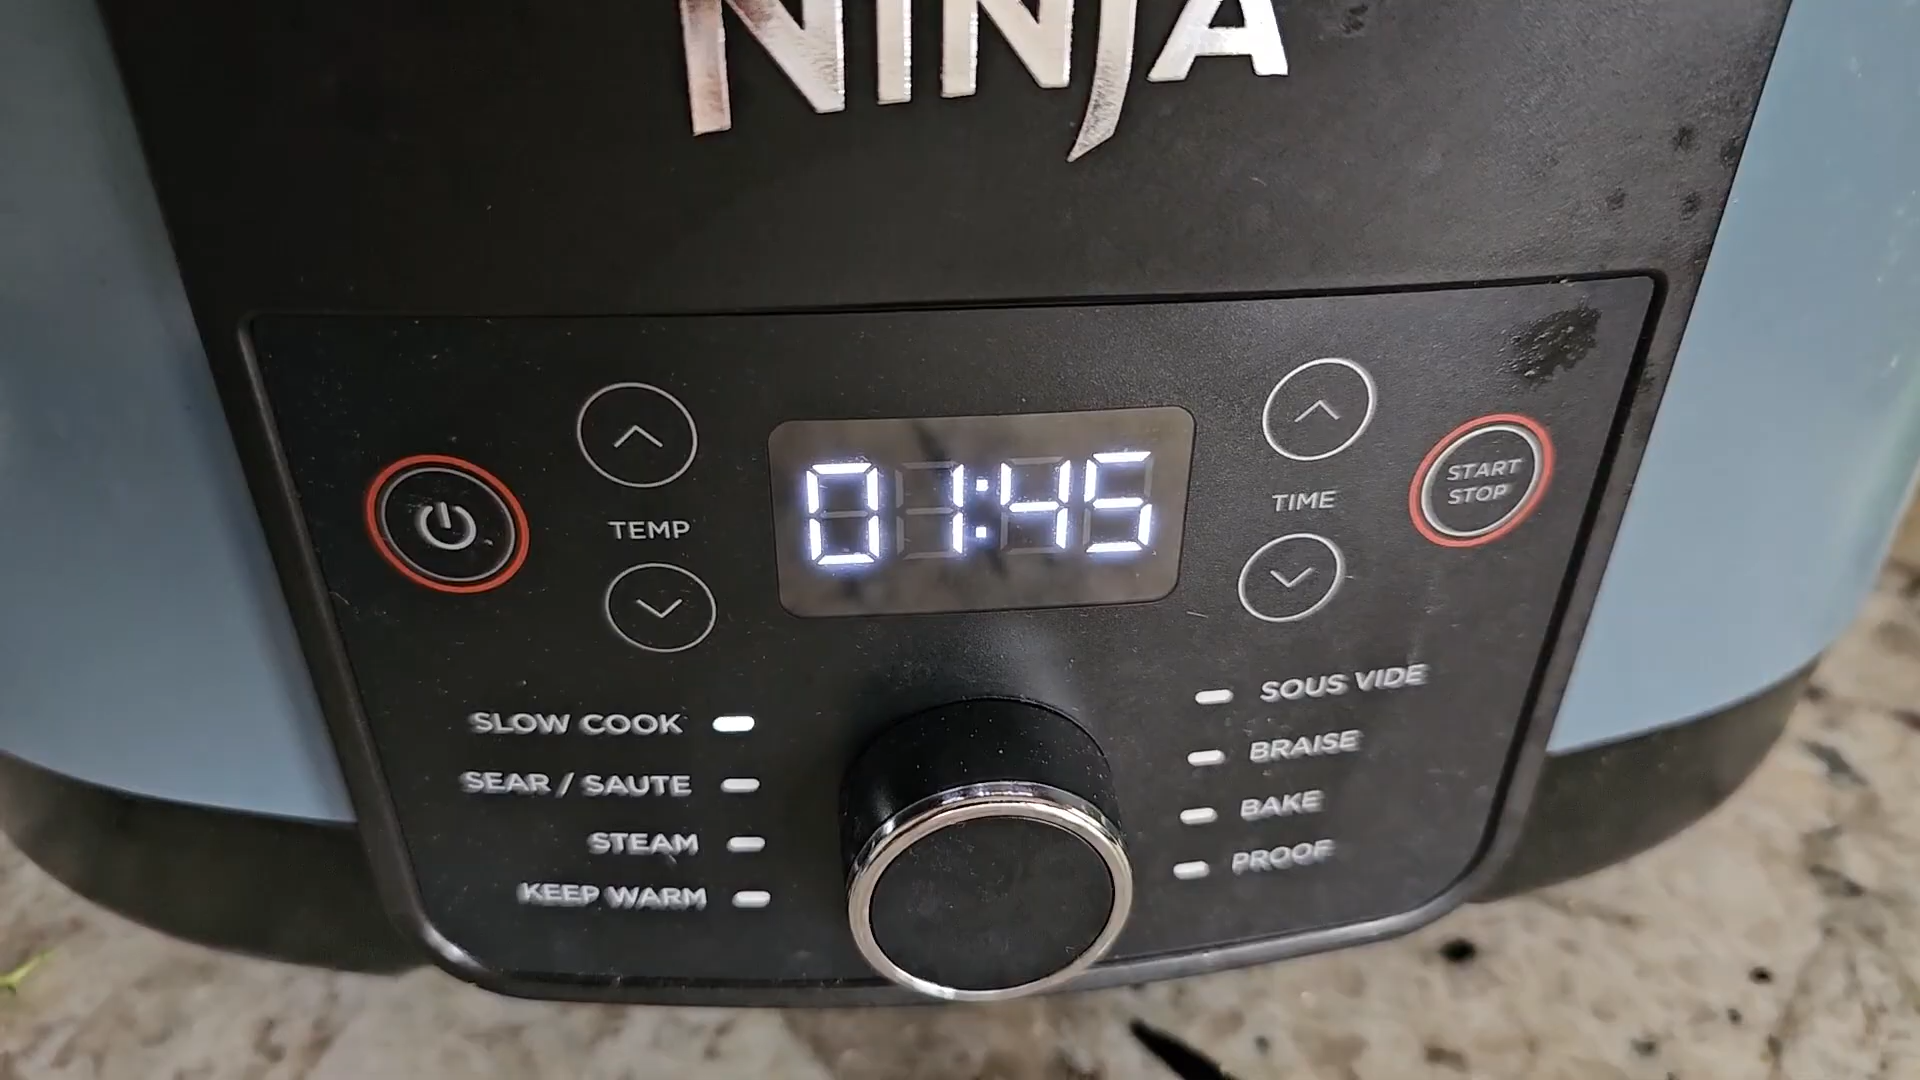 NINJA
START
STOP
TEMP
01:45
TIME
SLOW COOK
SEAR / SAUTE
STEAM
KEEP WARM
SOUS VIDE
BRAISE
BAKE
PROOF